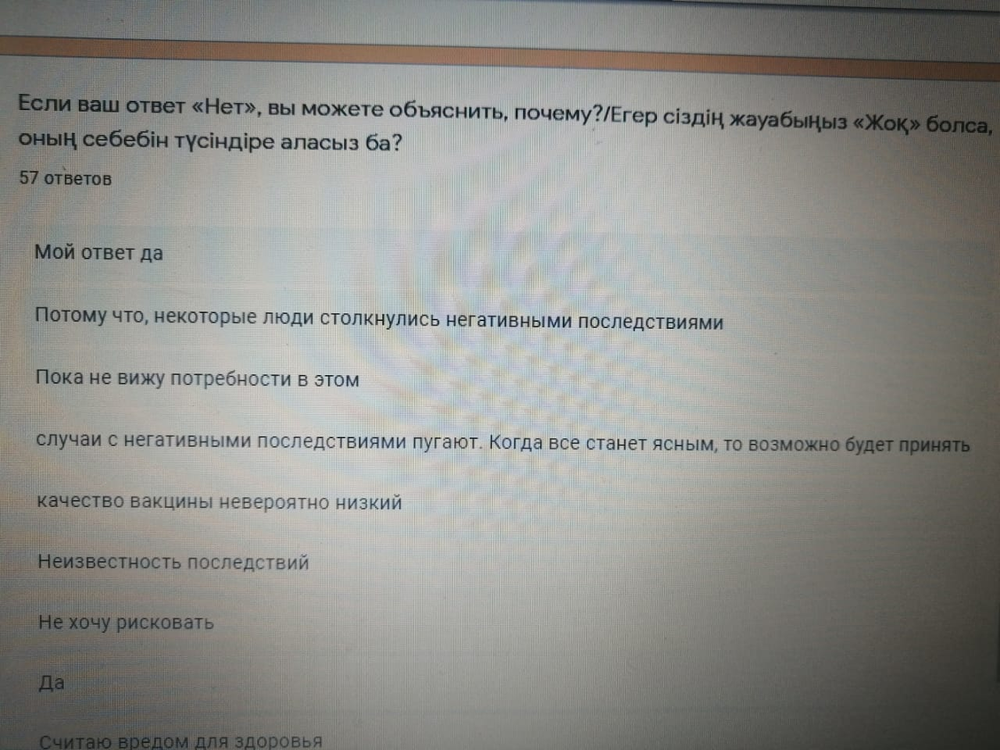 Если ваш ответ «Нет», вы можете объяснить, почему?/Егер сіздің жауабыңыз «Жоқ» болса,
оның себебін түсіндіре аласыз ба?
57 ответов
Мой ответ да
Потому что, некоторые люди столкнулись негативными последствиями
Пока не вижу потребности в этом
случаи с негативными последствиями пугают. Когда все станет ясным, то возможно будет принять
качество вакцины невероятно низкий
Неизвестность последствий
Не хочу рисковать
Да
Считаю вредом для здоровья